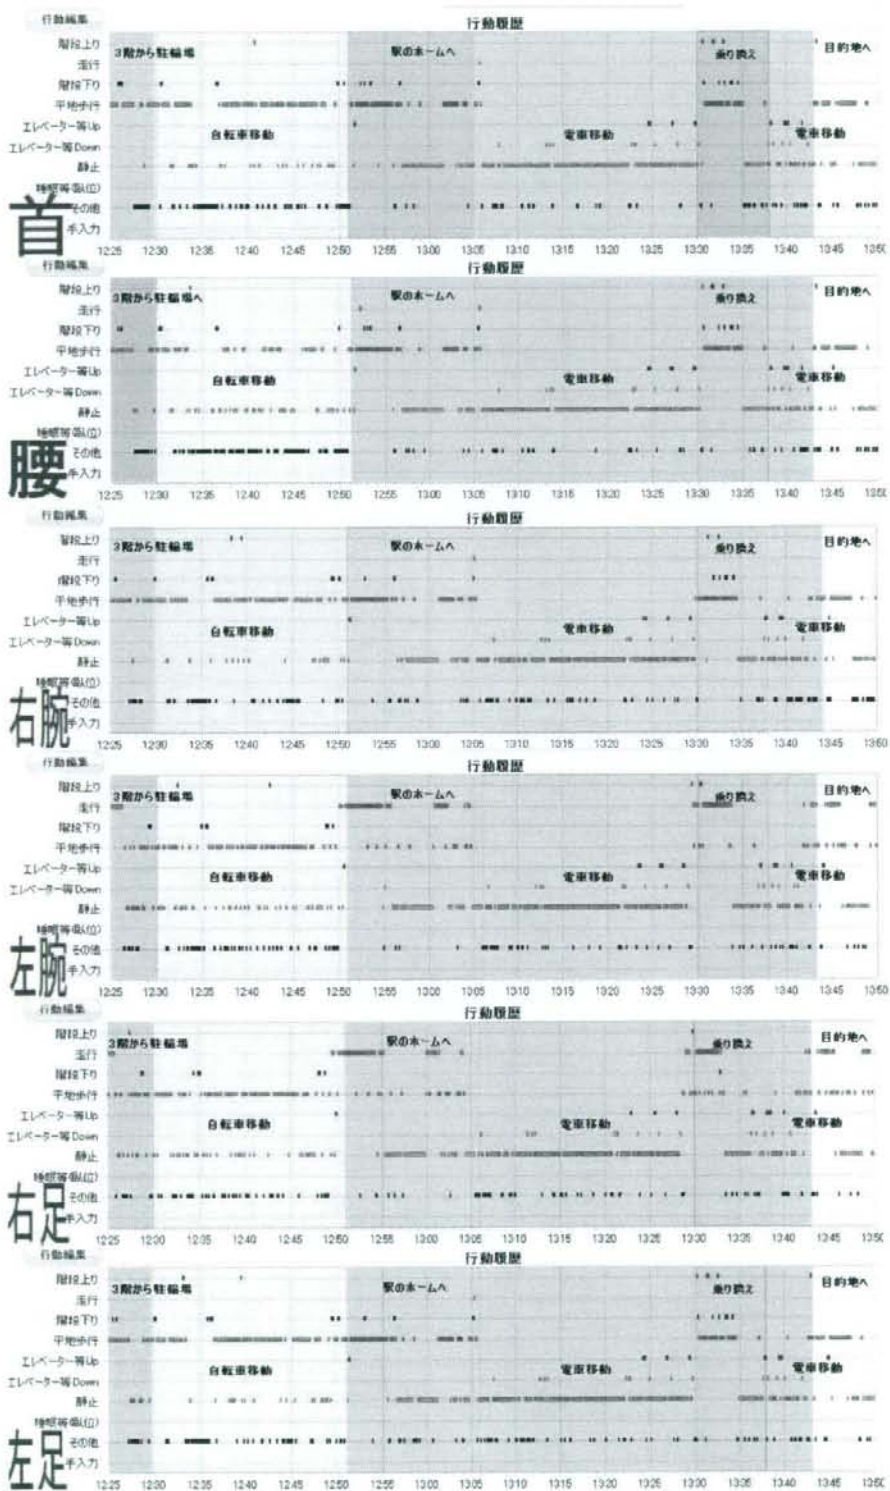 行動編集
行動履歴
階段上り
3階から駐輪場
駅のホームへ
乗り換え
目的地へ
走行
階段下り
平地歩行
エレベーター等Up
自転車移動
電車移動
電車移動
エレベーター等Down
静止
睡眠等(臥位)
首
その他
手入力
12:25 12:30 12:35 12:40 12:45 12:50 12:55 13:00 13:05 13:10 13:15 13:20 13:25 13:30 13:35 13:40 13:45 13:50
行動編集
行動履歴
階段上り
3階から駐輪場へ
駅のホームへ
乗り換え
目的地へ
走行
階段下り
平地歩行
エレベーター等Up
自転車移動
電車移動
電車移動
エレベーター等Down
静止
睡眠等(臥位)
腰
その他
手入力
12:25 12:30 12:35 12:40 12:45 12:50 12:55 13:00 13:05 13:10 13:15 13:20 13:25 13:30 13:35 13:40 13:45 13:50
行動編集
行動履歴
階段上り
3階から駐輪場
駅のホームへ
乗り換え
目的地へ
走行
階段下り
平地歩行
エレベーター等Up
自転車移動
電車移動
電車移動
エレベーター等Down
静止
睡眠等(臥位)
右腕
その他
手入力
12:25 12:30 12:35 12:40 12:45 12:50 12:55 13:00 13:05 13:10 13:15 13:20 13:25 13:30 13:35 13:40 13:45 13:50
行動編集
行動履歴
階段上り
3階から駐輪場
駅のホームへ
乗り換え
目的地へ
走行
階段下り
平地歩行
エレベーター等Up
自転車移動
電車移動
電車移動
エレベーター等Down
静止
睡眠等(臥位)
左腕
その他
手入力
12:25 12:30 12:35 12:40 12:45 12:50 12:55 13:00 13:05 13:10 13:15 13:20 13:25 13:30 13:35 13:40 13:45 13:50
行動編集
行動履歴
階段上り
3階から駐輪場
駅のホームへ
乗り換え
目的地へ
走行
階段下り
平地歩行
エレベーター等Up
自転車移動
電車移動
電車移動
エレベーター等Down
静止
睡眠等(臥位)
右足
その他
手入力
12:25 12:30 12:35 12:40 12:45 12:50 12:55 13:00 13:05 13:10 13:15 13:20 13:25 13:30 13:35 13:40 13:45 13:50
行動編集
行動履歴
階段上り
3階から駐輪場
駅のホームへ
乗り換え
目的地へ
走行
階段下り
平地歩行
エレベーター等Up
自転車移動
電車移動
電車移動
エレベーター等Down
静止
睡眠等(臥位)
左足
その他
手入力
12:25 12:30 12:35 12:40 12:45 12:50 12:55 13:00 13:05 13:10 13:15 13:20 13:25 13:30 13:35 13:40 13:45 13:50